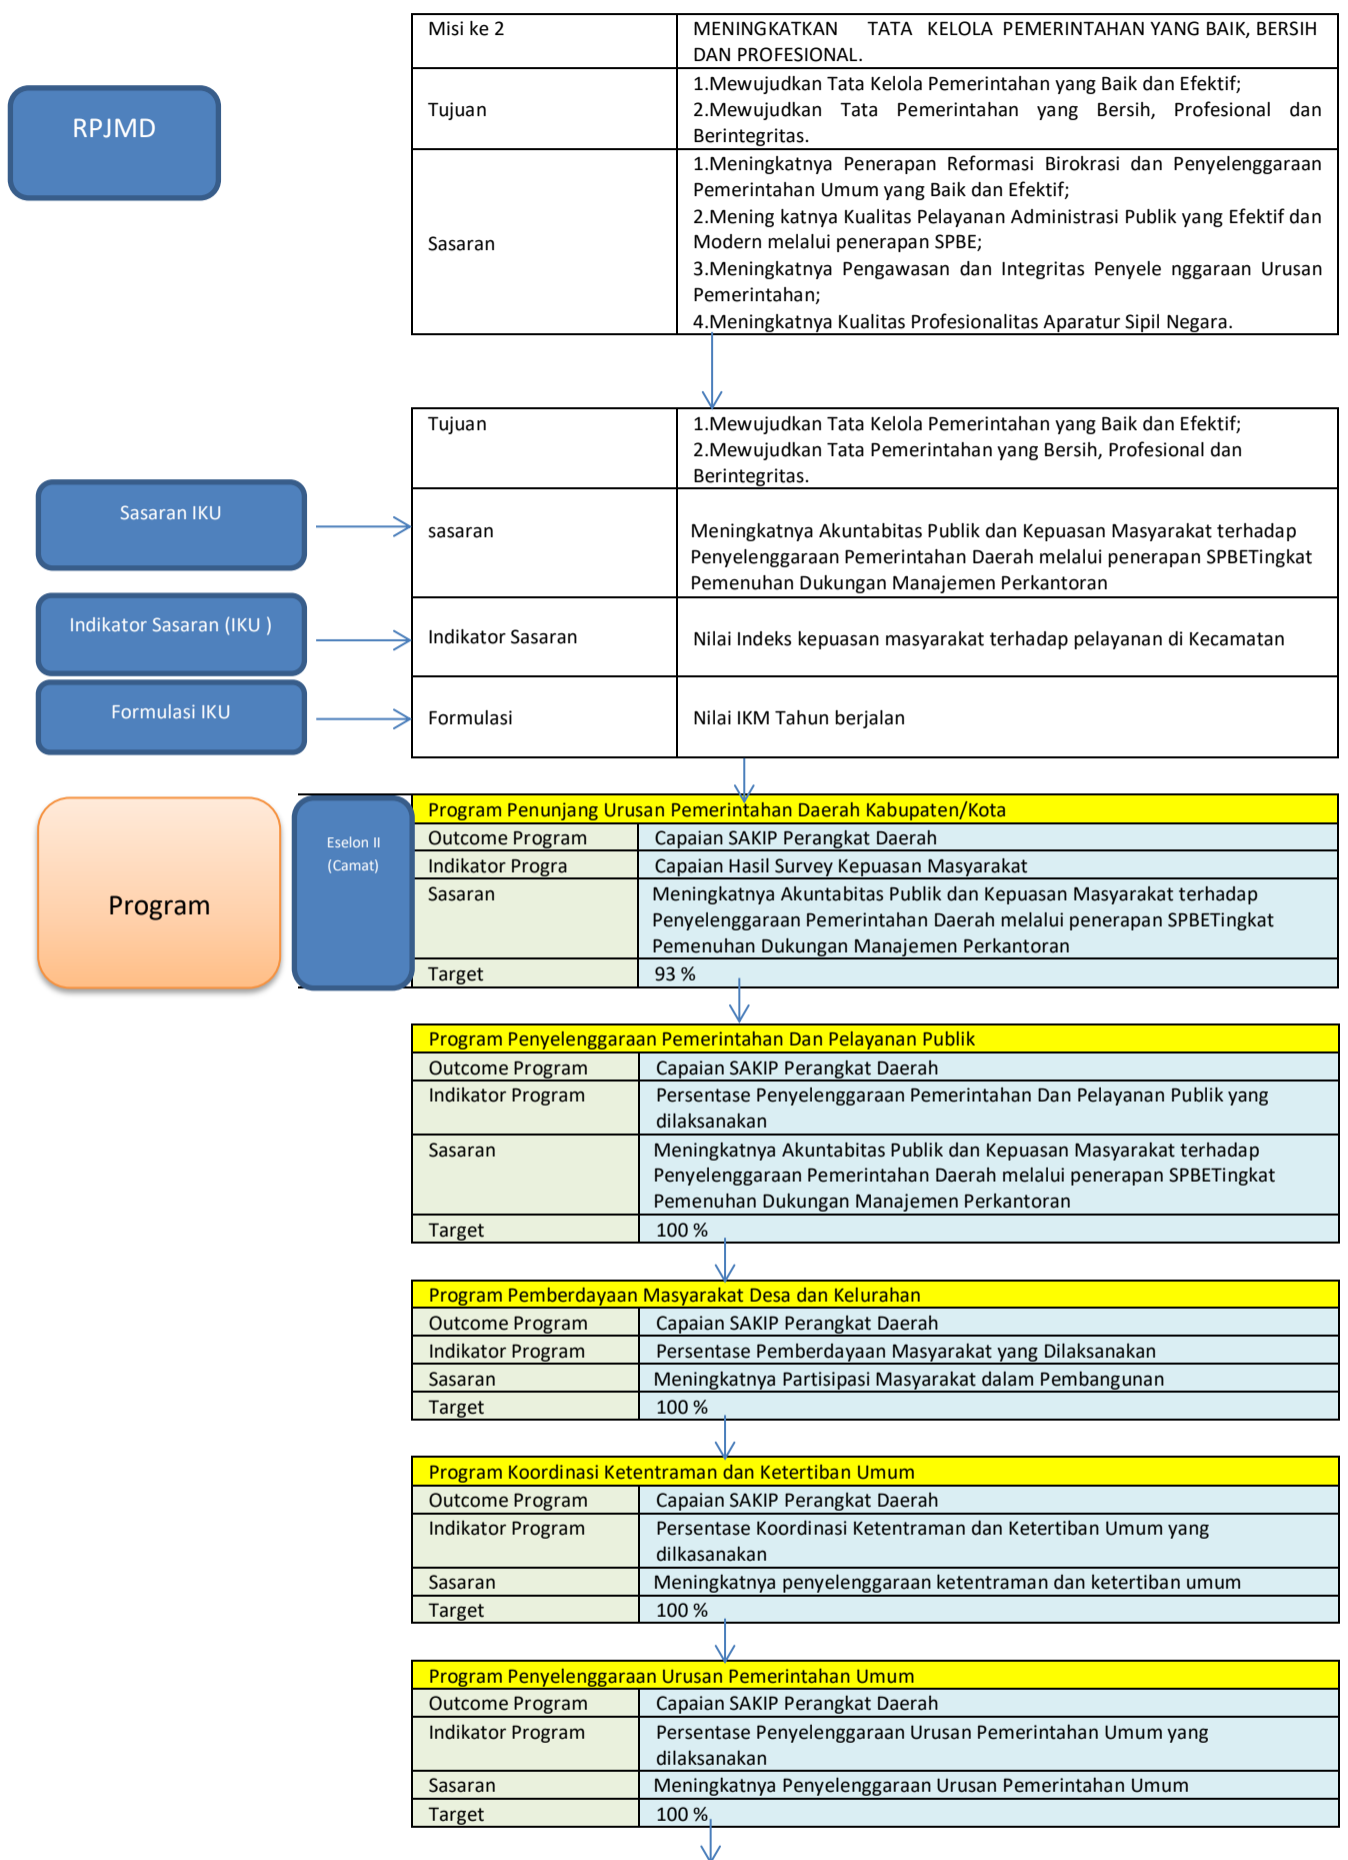 RPJMD
Misi ke 2
MENINGKATKAN TATA KELOLA PEMERINTAHAN YANG BAIK, BERSIH
DAN PROFESIONAL.
Tujuan
1.Mewujudkan Tata Kelola Pemerintahan yang Baik dan Efektif;
2.Mewujudkan Tata Pemerintahan yang Bersih, Profesional dan
Berintegritas.
Sasaran
1.Meningkatnya Penerapan Reformasi Birokrasi dan Penyelenggaraan
Pemerintahan Umum yang Baik dan Efektif;
2.Mening katnya Kualitas Pelayanan Administrasi Publik yang Efektif dan
Modern melalui penerapan SPBE;
3.Meningkatnya Pengawasan dan Integritas Penyele nggaraan Urusan
Pemerintahan;
4.Meningkatnya Kualitas Profesionalitas Aparatur Sipil Negara.
Tujuan
1.Mewujudkan Tata Kelola Pemerintahan yang Baik dan Efektif;
2.Mewujudkan Tata Pemerintahan yang Bersih, Profesional dan
Berintegritas.
Sasaran IKU
sasaran
Meningkatnya Akuntabitas Publik dan Kepuasan Masyarakat terhadap
Penyelenggaraan Pemerintahan Daerah melalui penerapan SPBETingkat
Pemenuhan Dukungan Manajemen Perkantoran
Indikator Sasaran (IKU )
Indikator Sasaran
Nilai Indeks kepuasan masyarakat terhadap pelayanan di Kecamatan
Formulasi IKU
Formulasi
Nilai IKM Tahun berjalan
Program
Eselon II
(Camat)
Program Penunjang Urusan Pemerintahan Daerah Kabupaten/Kota
Outcome Program
Capaian SAKIP Perangkat Daerah
Indikator Progra
Capaian Hasil Survey Kepuasan Masyarakat
Sasaran
Meningkatnya Akuntabitas Publik dan Kepuasan Masyarakat terhadap
Penyelenggaraan Pemerintahan Daerah melalui penerapan SPBETingkat
Pemenuhan Dukungan Manajemen Perkantoran
Target
93 %
Program Penyelenggaraan Pemerintahan Dan Pelayanan Publik
Outcome Program
Capaian SAKIP Perangkat Daerah
Indikator Program
Persentase Penyelenggaraan Pemerintahan Dan Pelayanan Publik yang
dilaksanakan
Sasaran
Meningkatnya Akuntabitas Publik dan Kepuasan Masyarakat terhadap
Penyelenggaraan Pemerintahan Daerah melalui penerapan SPBETingkat
Pemenuhan Dukungan Manajemen Perkantoran
Target
100 %
Program Pemberdayaan Masyarakat Desa dan Kelurahan
Outcome Program
Capaian SAKIP Perangkat Daerah
Indikator Program
Persentase Pemberdayaan Masyarakat yang Dilaksanakan
Sasaran
Meningkatnya Partisipasi Masyarakat dalam Pembangunan
Target
100 %
Program Koordinasi Ketentraman dan Ketertiban Umum
Outcome Program
Capaian SAKIP Perangkat Daerah
Indikator Program
Persentase Koordinasi Ketentraman dan Ketertiban Umum yang
dilkasanakan
Sasaran
Meningkatnya penyelenggaraan ketentraman dan ketertiban umum
Target
100 %
Program Penyelenggaraan Urusan Pemerintahan Umum
Outcome Program
Capaian SAKIP Perangkat Daerah
Indikator Program
Persentase Penyelenggaraan Urusan Pemerintahan Umum yang
dilaksanakan
Sasaran
Meningkatnya Penyelenggaraan Urusan Pemerintahan Umum
Target
100 %